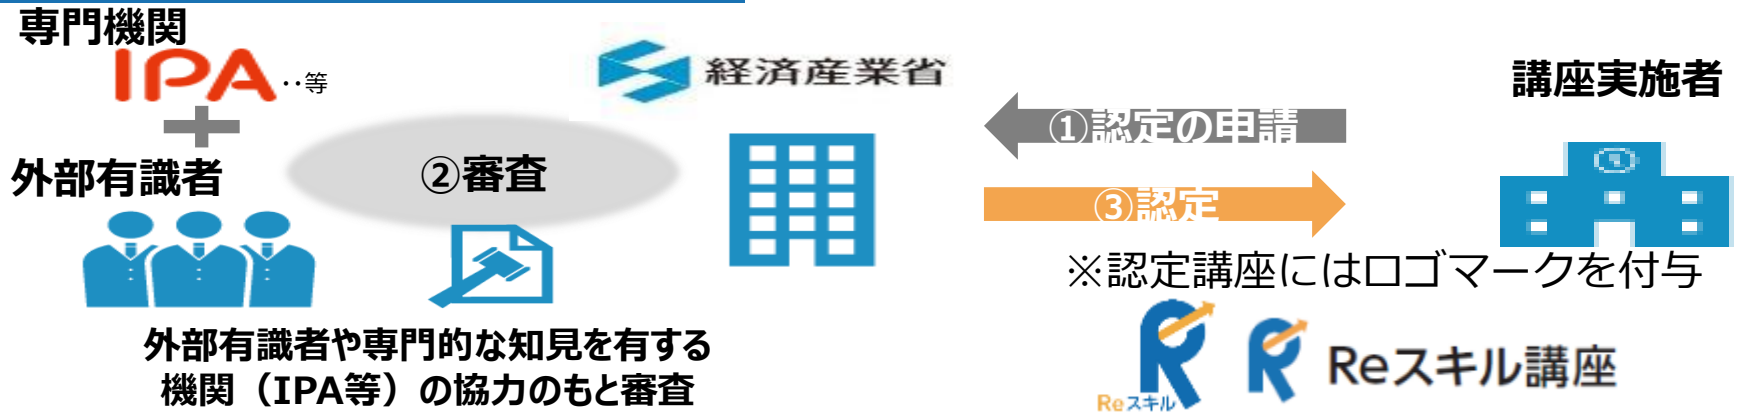 専門機関
IPA ‥等
外部有識者
②審査
経済産業省
外部有識者や専門的な知見を有する
機関（IPA等）の協力のもと審査
①認定の申請
③認定
講座実施者
※認定講座にはロゴマークを付与
Reスキル
Reスキル講座